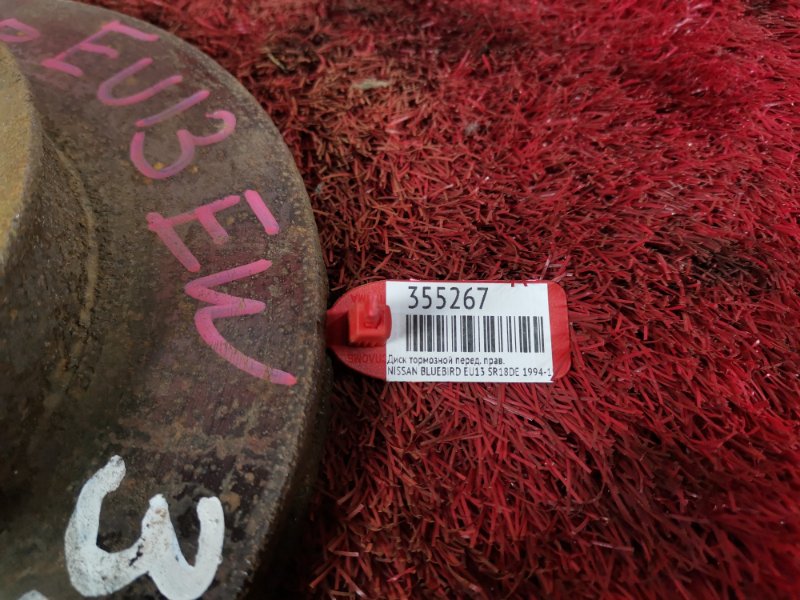 EU13 EW
3
355267
Диск тормозной перед. прав.
NISSAN BLUEBIRD EU13 SR18DE 1994-1